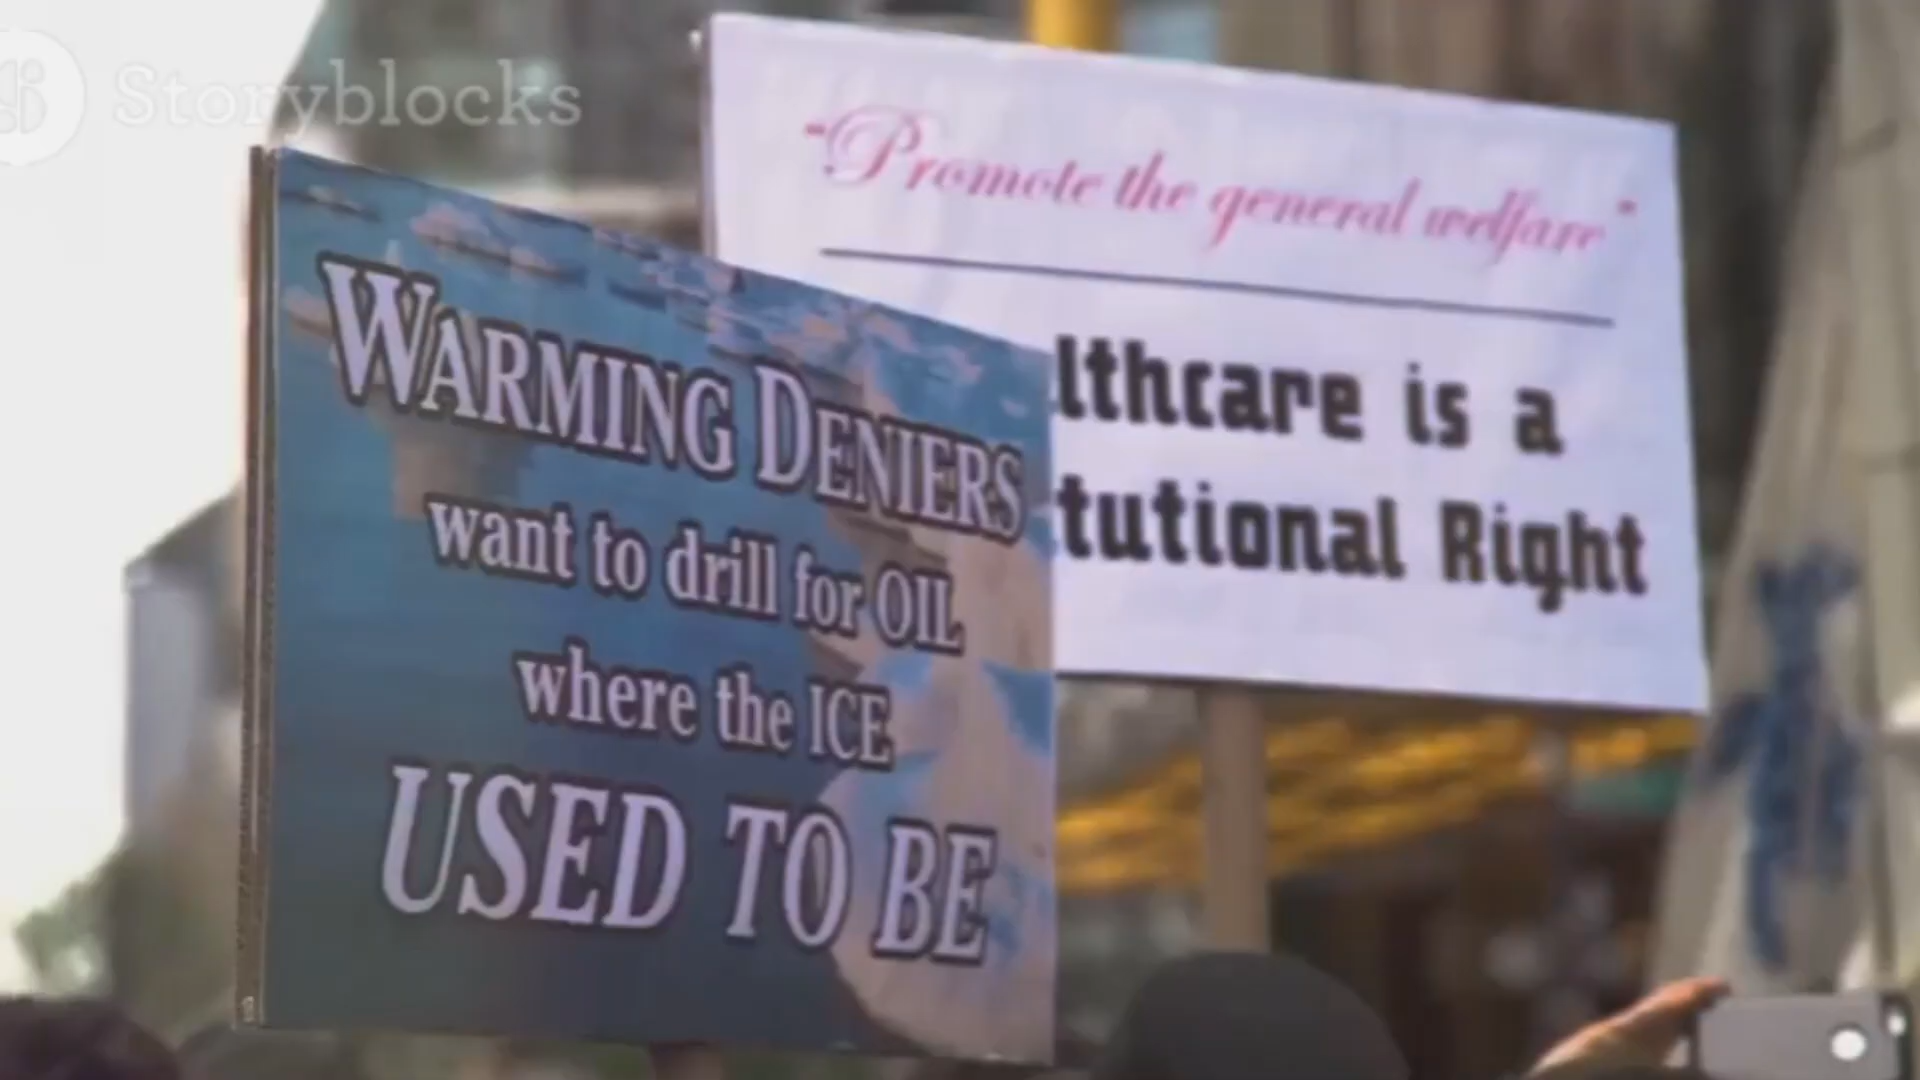 Storyblocks
"Promote the general welfare"
lthcare is a
tutional Right
WARMING DENIERS
want to drill for OIL
where the ICE
USED TO BE